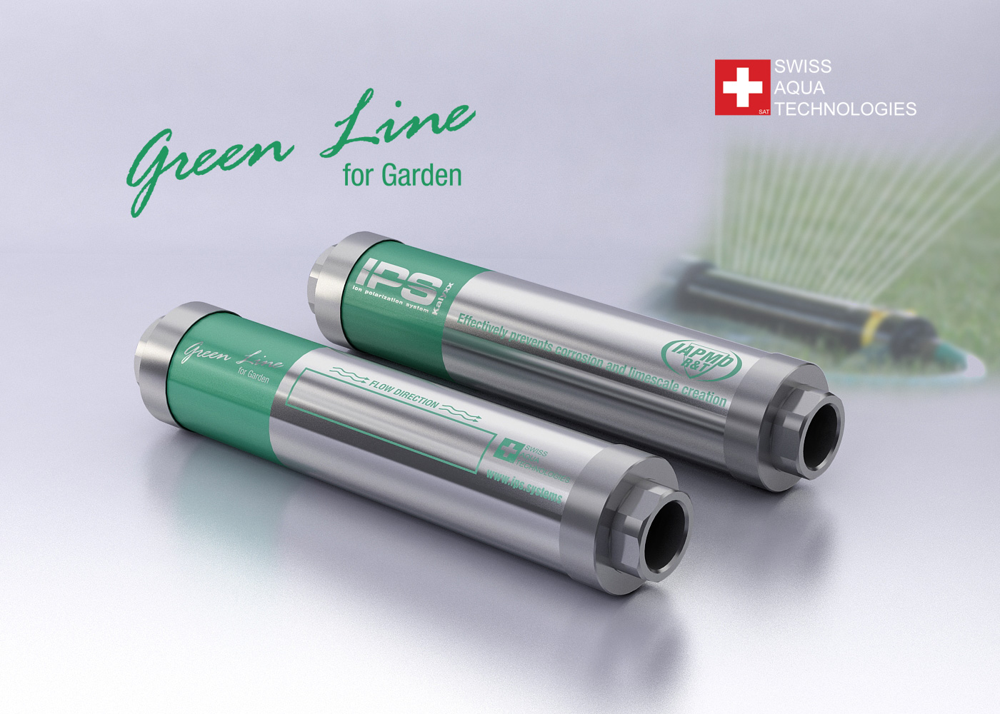 Green Line
for Garden
SWISS
AQUA
TECHNOLOGIES
SAT
IPS
Kalyxx
Ion polarization system
Effectively prevents corrosion and limescale creation
IAPMO
R&T
Green Line
for Garden
FLOW DIRECTION
SWISS
AQUA
TECHNOLOGIES
www.ips.systems